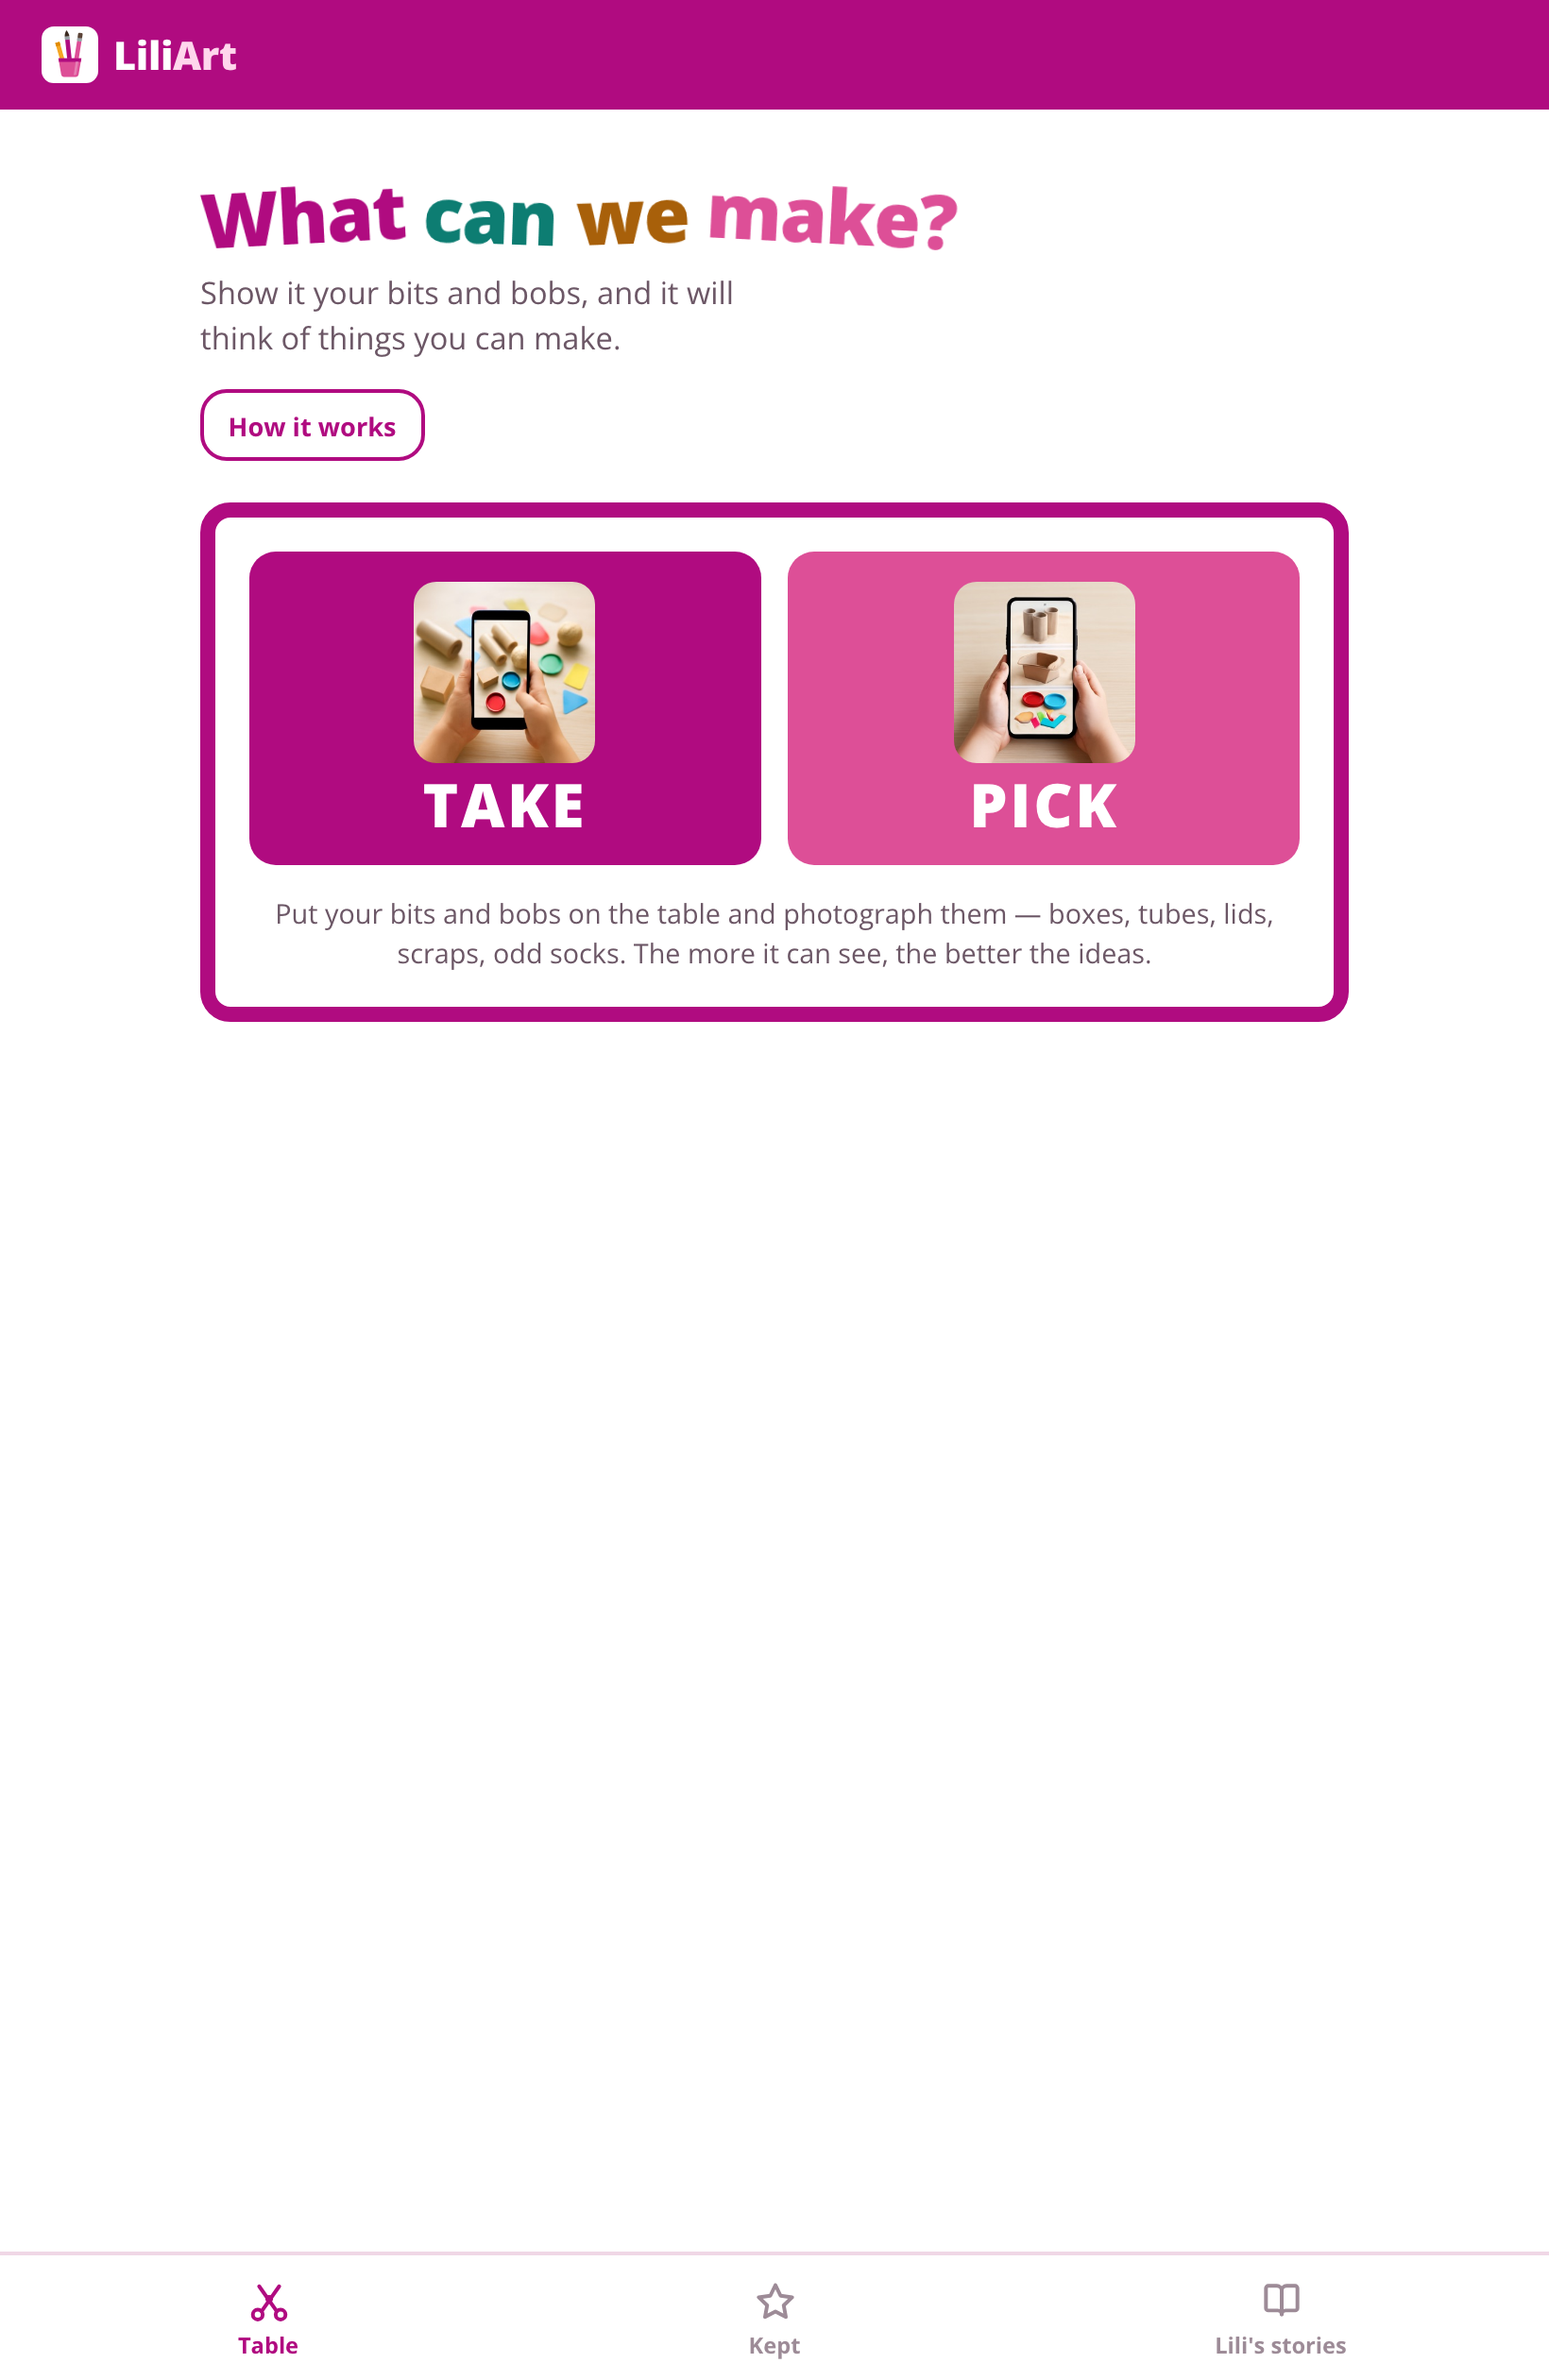 LiliArt
What can we make?
Show it your bits and bobs, and it will
think of things you can make.
How it works
TAKE
PICK
Put your bits and bobs on the table and photograph them — boxes, tubes, lids,
scraps, odd socks. The more it can see, the better the ideas.
Table
Kept
Lili's stories